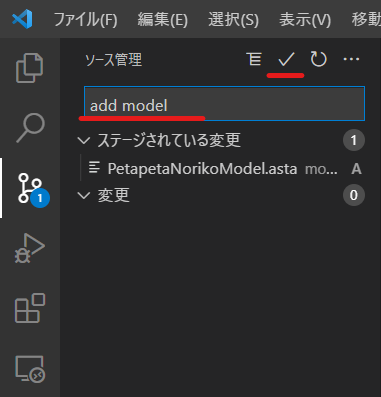 ファイル(F) 編集(E) 選択(S) 表示(V) 移動
ソース管理
add model
ステージされている変更 1
PetapetaNorikoModel.asta mo... A
変更 0
1